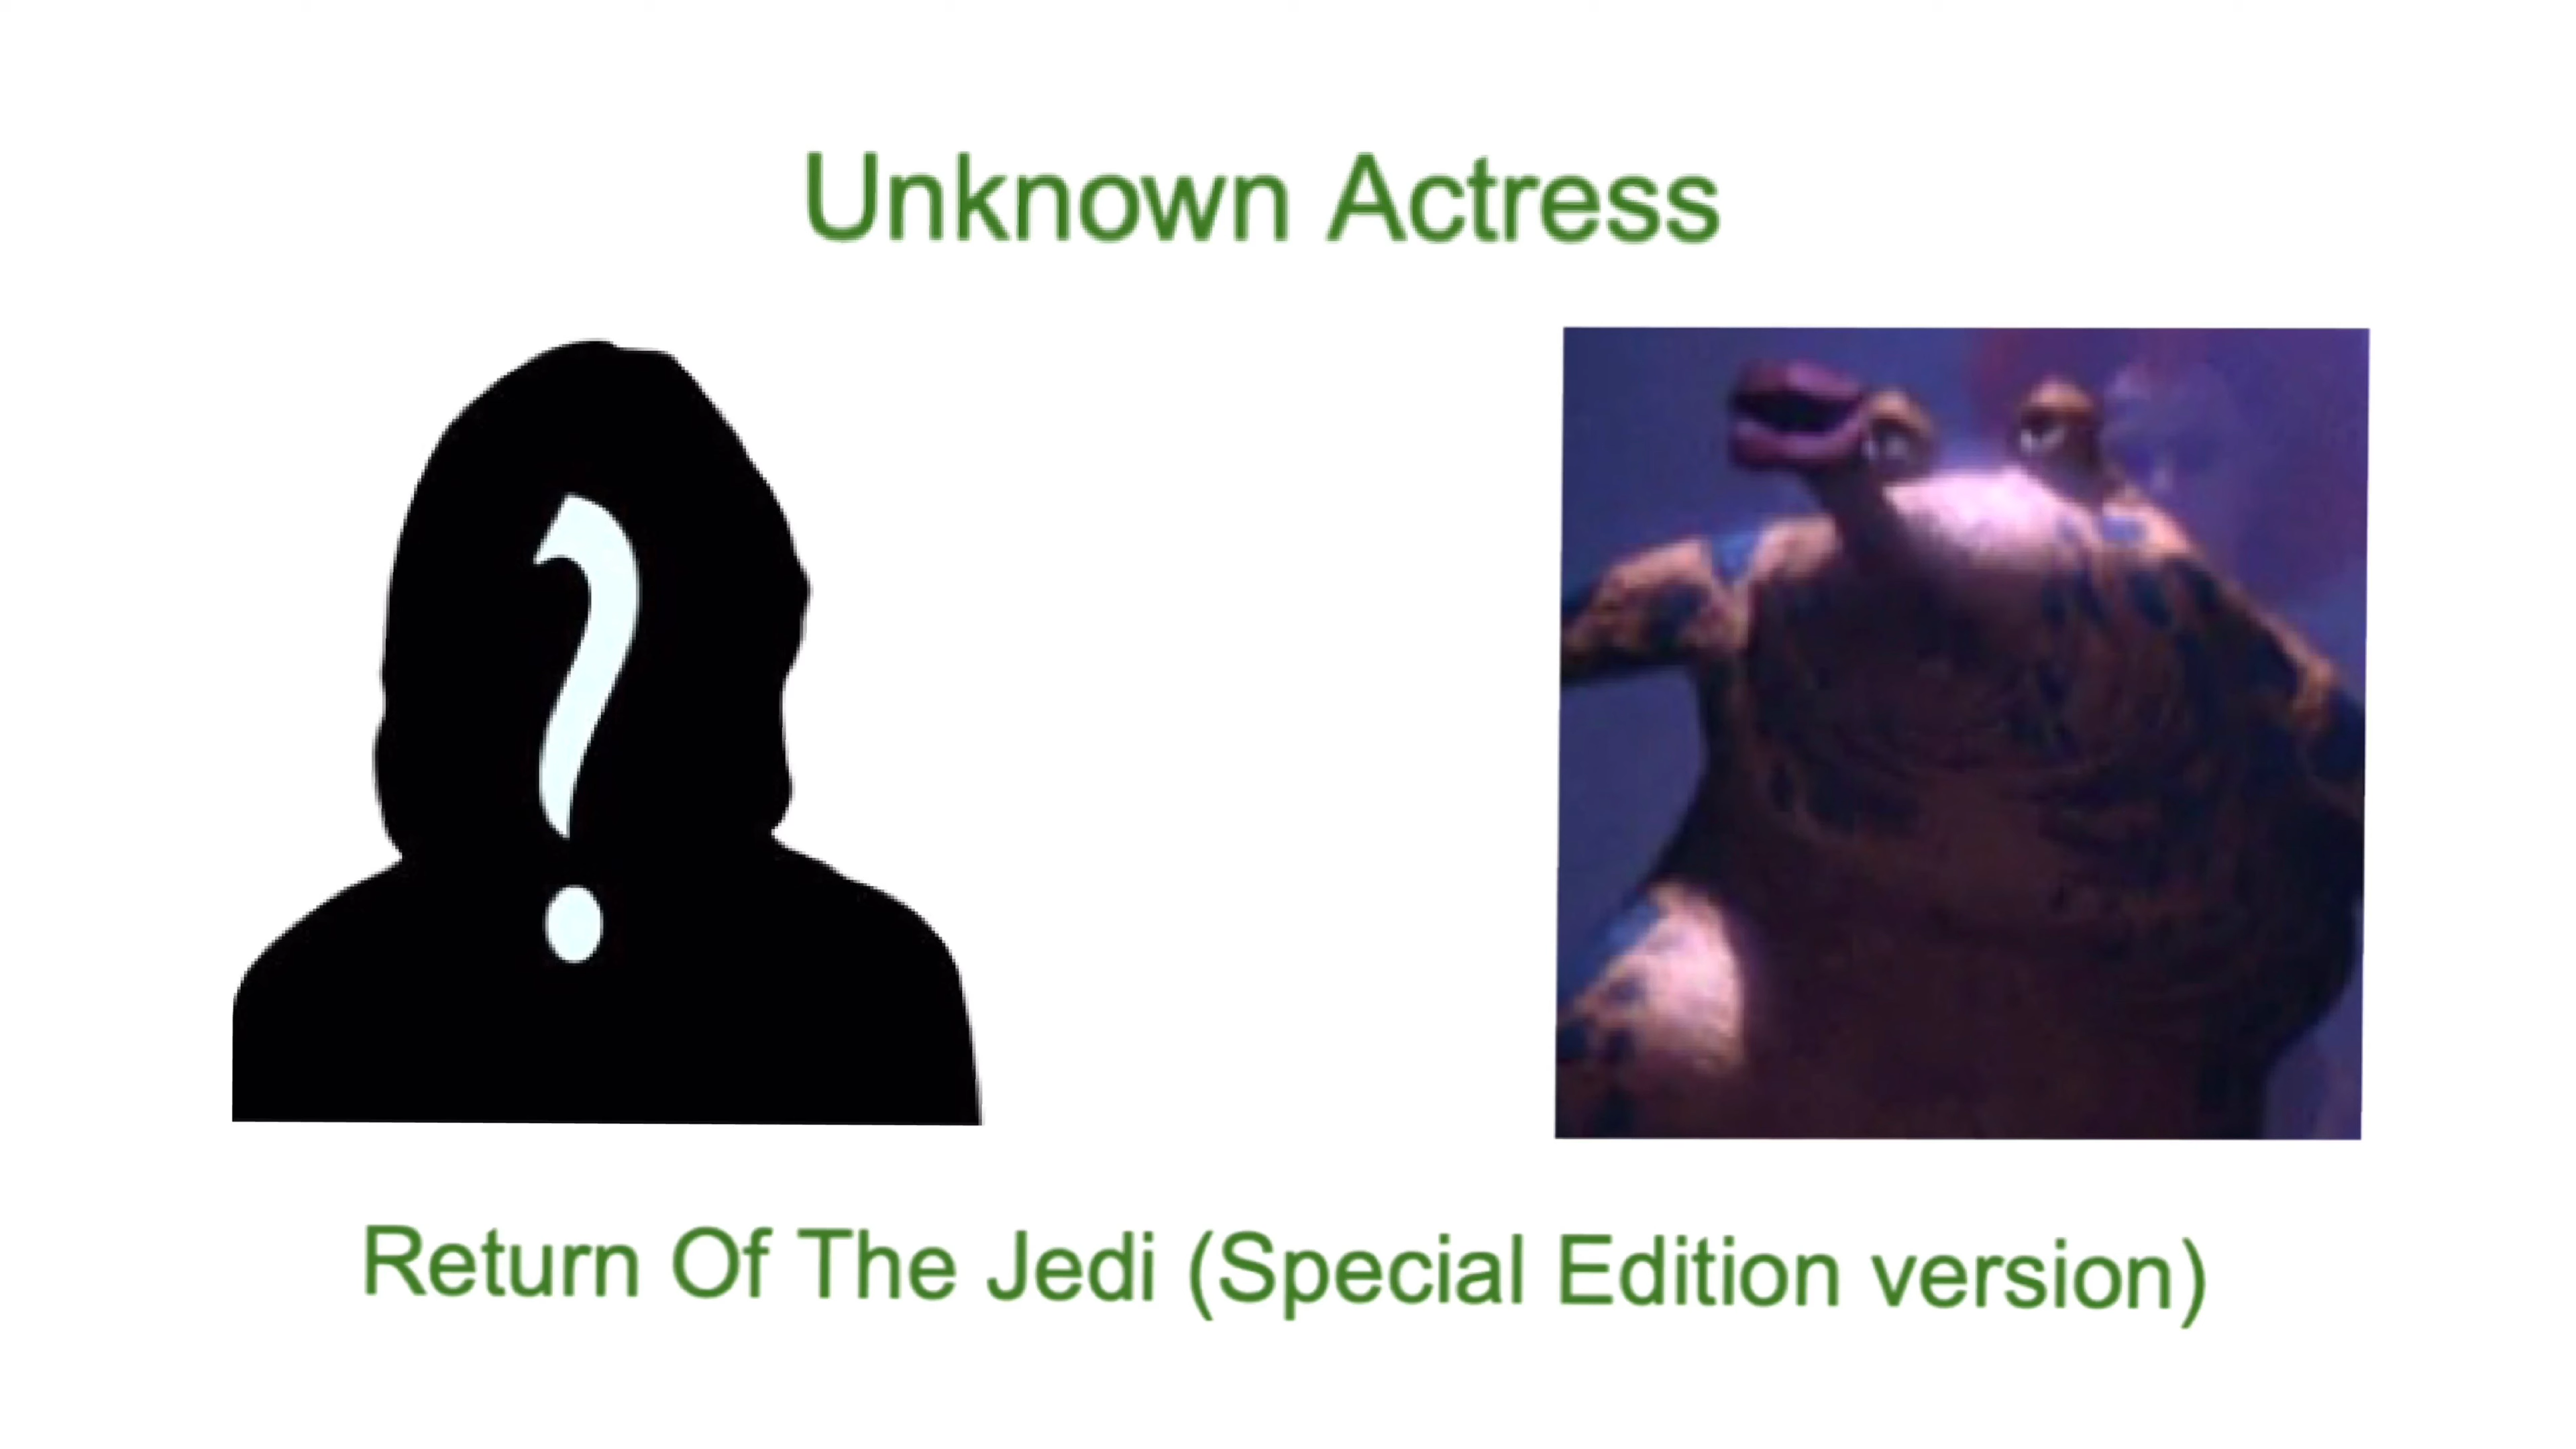 Unknown Actress
?
Return Of The Jedi (Special Edition version)